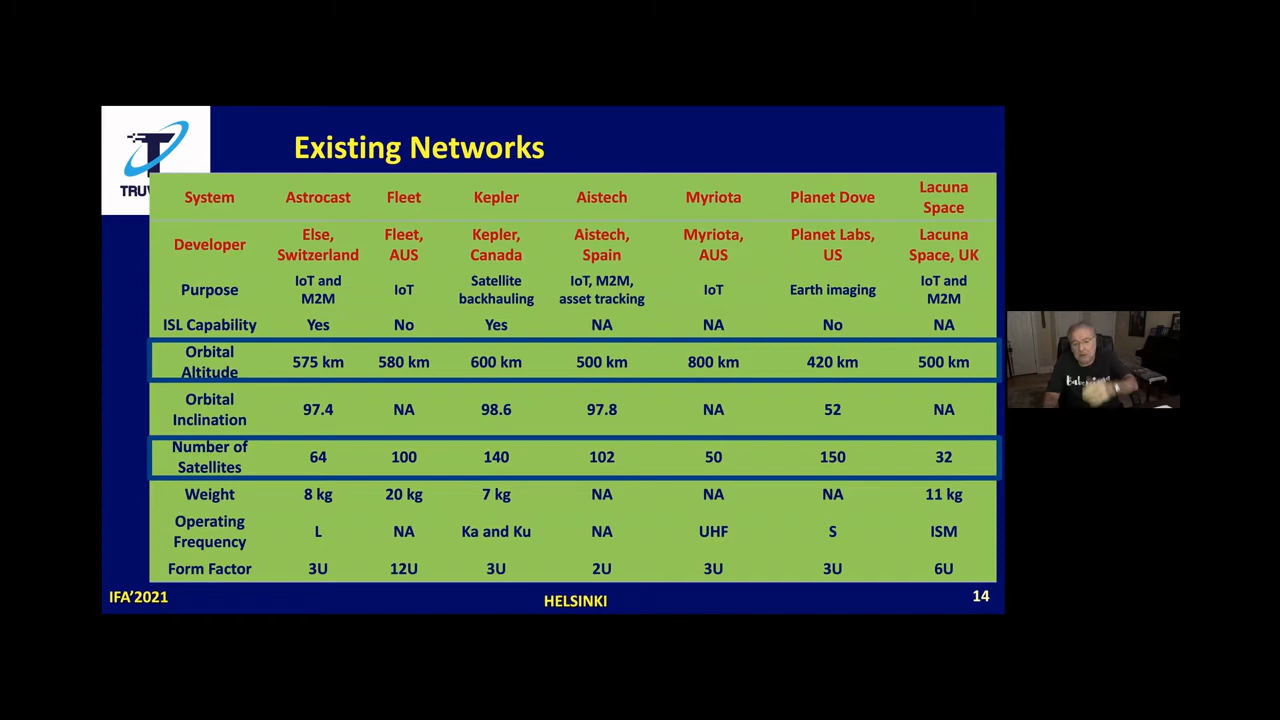 Existing Networks
TRUV
System Astrocast Fleet Kepler Aistech Myriota Planet Dove Lacuna Space
Developer Else, Switzerland Fleet, AUS Kepler, Canada Aistech, Spain Myriota, AUS Planet Labs, US Lacuna Space, UK
Purpose IoT and M2M IoT Satellite backhauling IoT, M2M, asset tracking IoT Earth imaging IoT and M2M
ISL Capability Yes No Yes NA NA No NA
Orbital Altitude 575 km 580 km 600 km 500 km 800 km 420 km 500 km
Orbital Inclination 97.4 NA 98.6 97.8 NA 52 NA
Number of Satellites 64 100 140 102 50 150 32
Weight 8 kg 20 kg 7 kg NA NA NA 11 kg
Operating Frequency L NA Ka and Ku NA UHF S ISM
Form Factor 3U 12U 3U 2U 3U 3U 6U
IFA’2021 HELSINKI 14